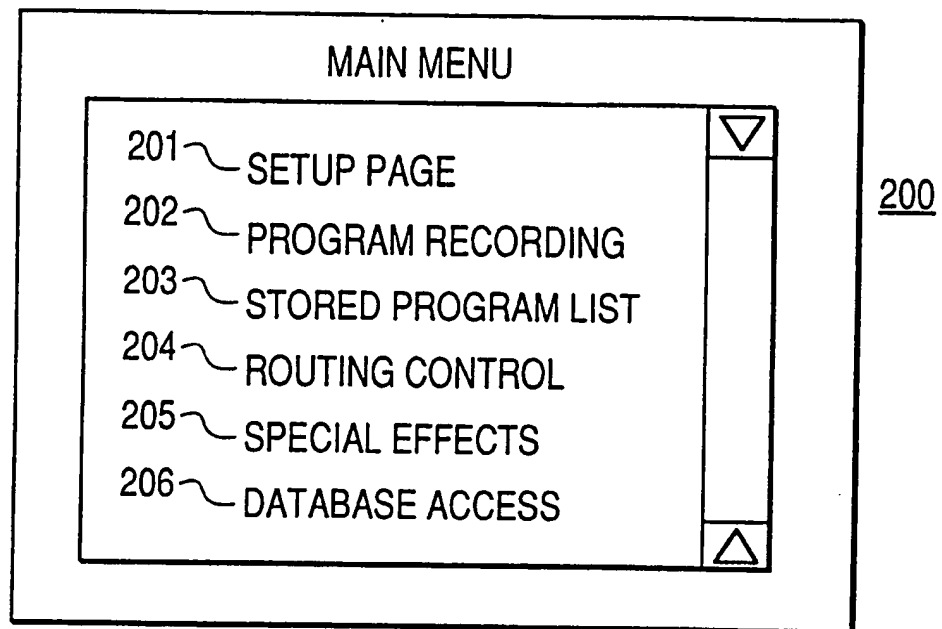 MAIN MENU
201 SETUP PAGE
200
202 PROGRAM RECORDING
203 STORED PROGRAM LIST
204 ROUTING CONTROL
205 SPECIAL EFFECTS
206 DATABASE ACCESS